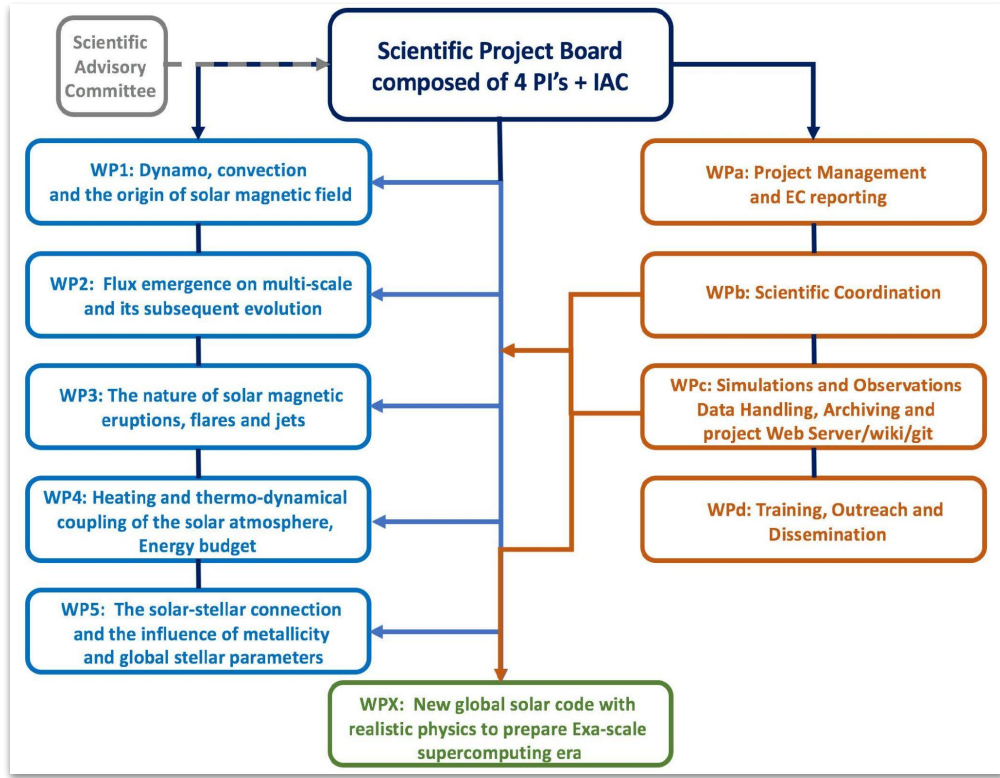 Scientific
Advisory
Committee
Scientific Project Board
composed of 4 PI's + IAC
WP1: Dynamo, convection
and the origin of solar magnetic field
WP2: Flux emergence on multi-scale
and its subsequent evolution
WP3: The nature of solar magnetic
eruptions, flares and jets
WP4: Heating and thermo-dynamical
coupling of the solar atmosphere,
Energy budget
WP5: The solar-stellar connection
and the influence of metallicity
and global stellar parameters
WPa: Project Management
and EC reporting
WPb: Scientific Coordination
WPc: Simulations and Observations
Data Handling, Archiving and
project Web Server/wiki/git
WPd: Training, Outreach and
Dissemination
WPX: New global solar code with
realistic physics to prepare Exa-scale
supercomputing era